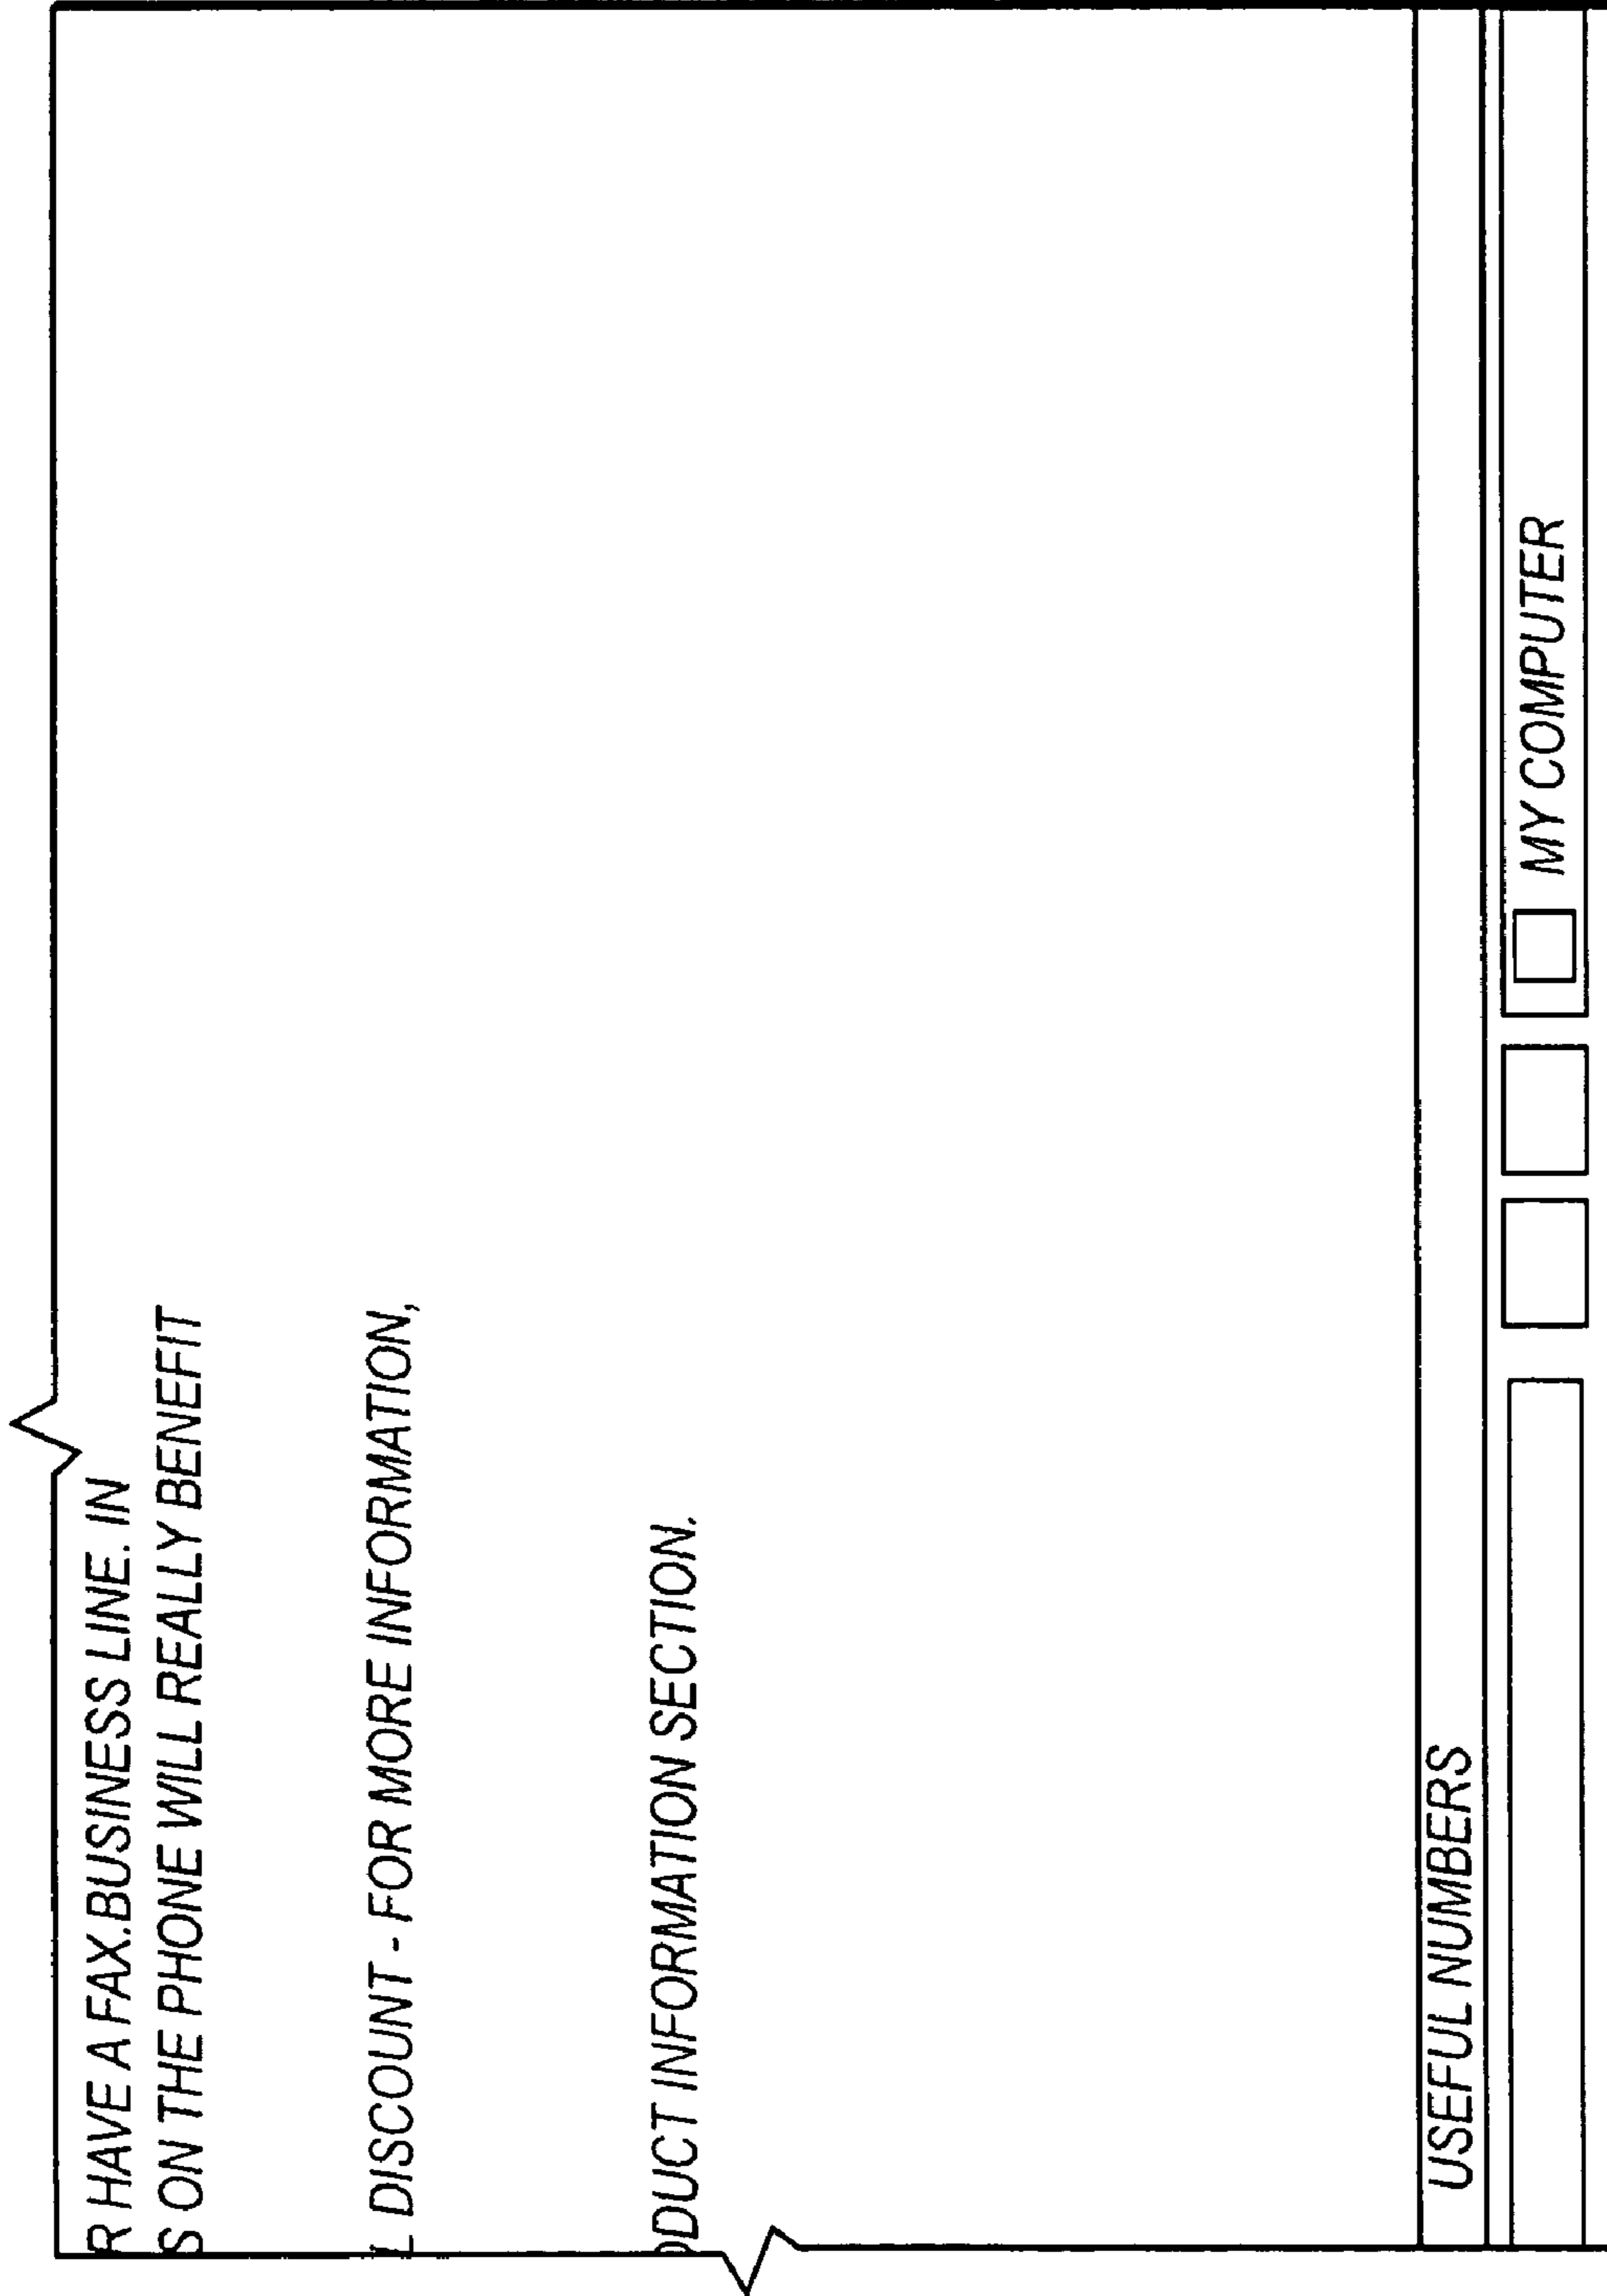 R HAVE A FAX.BUSINESS LINE. IN
S ON THE PHONE WILL REALLY BENEFIT
L DISCOUNT - FOR MORE INFORMATION,
DUCT INFORMATION SECTION.
USEFUL NUMBERS
MY COMPUTER